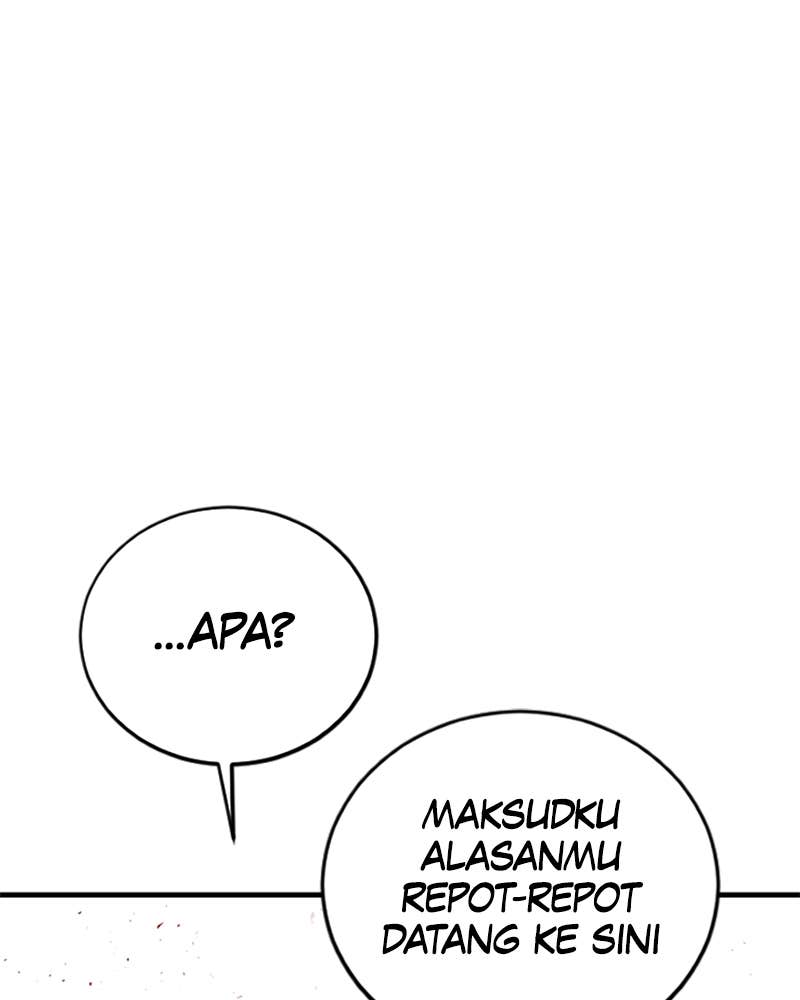 ...APA?
MAKSUDKU
ALASANMU
REPOT-REPOT
DATANG KE SINI